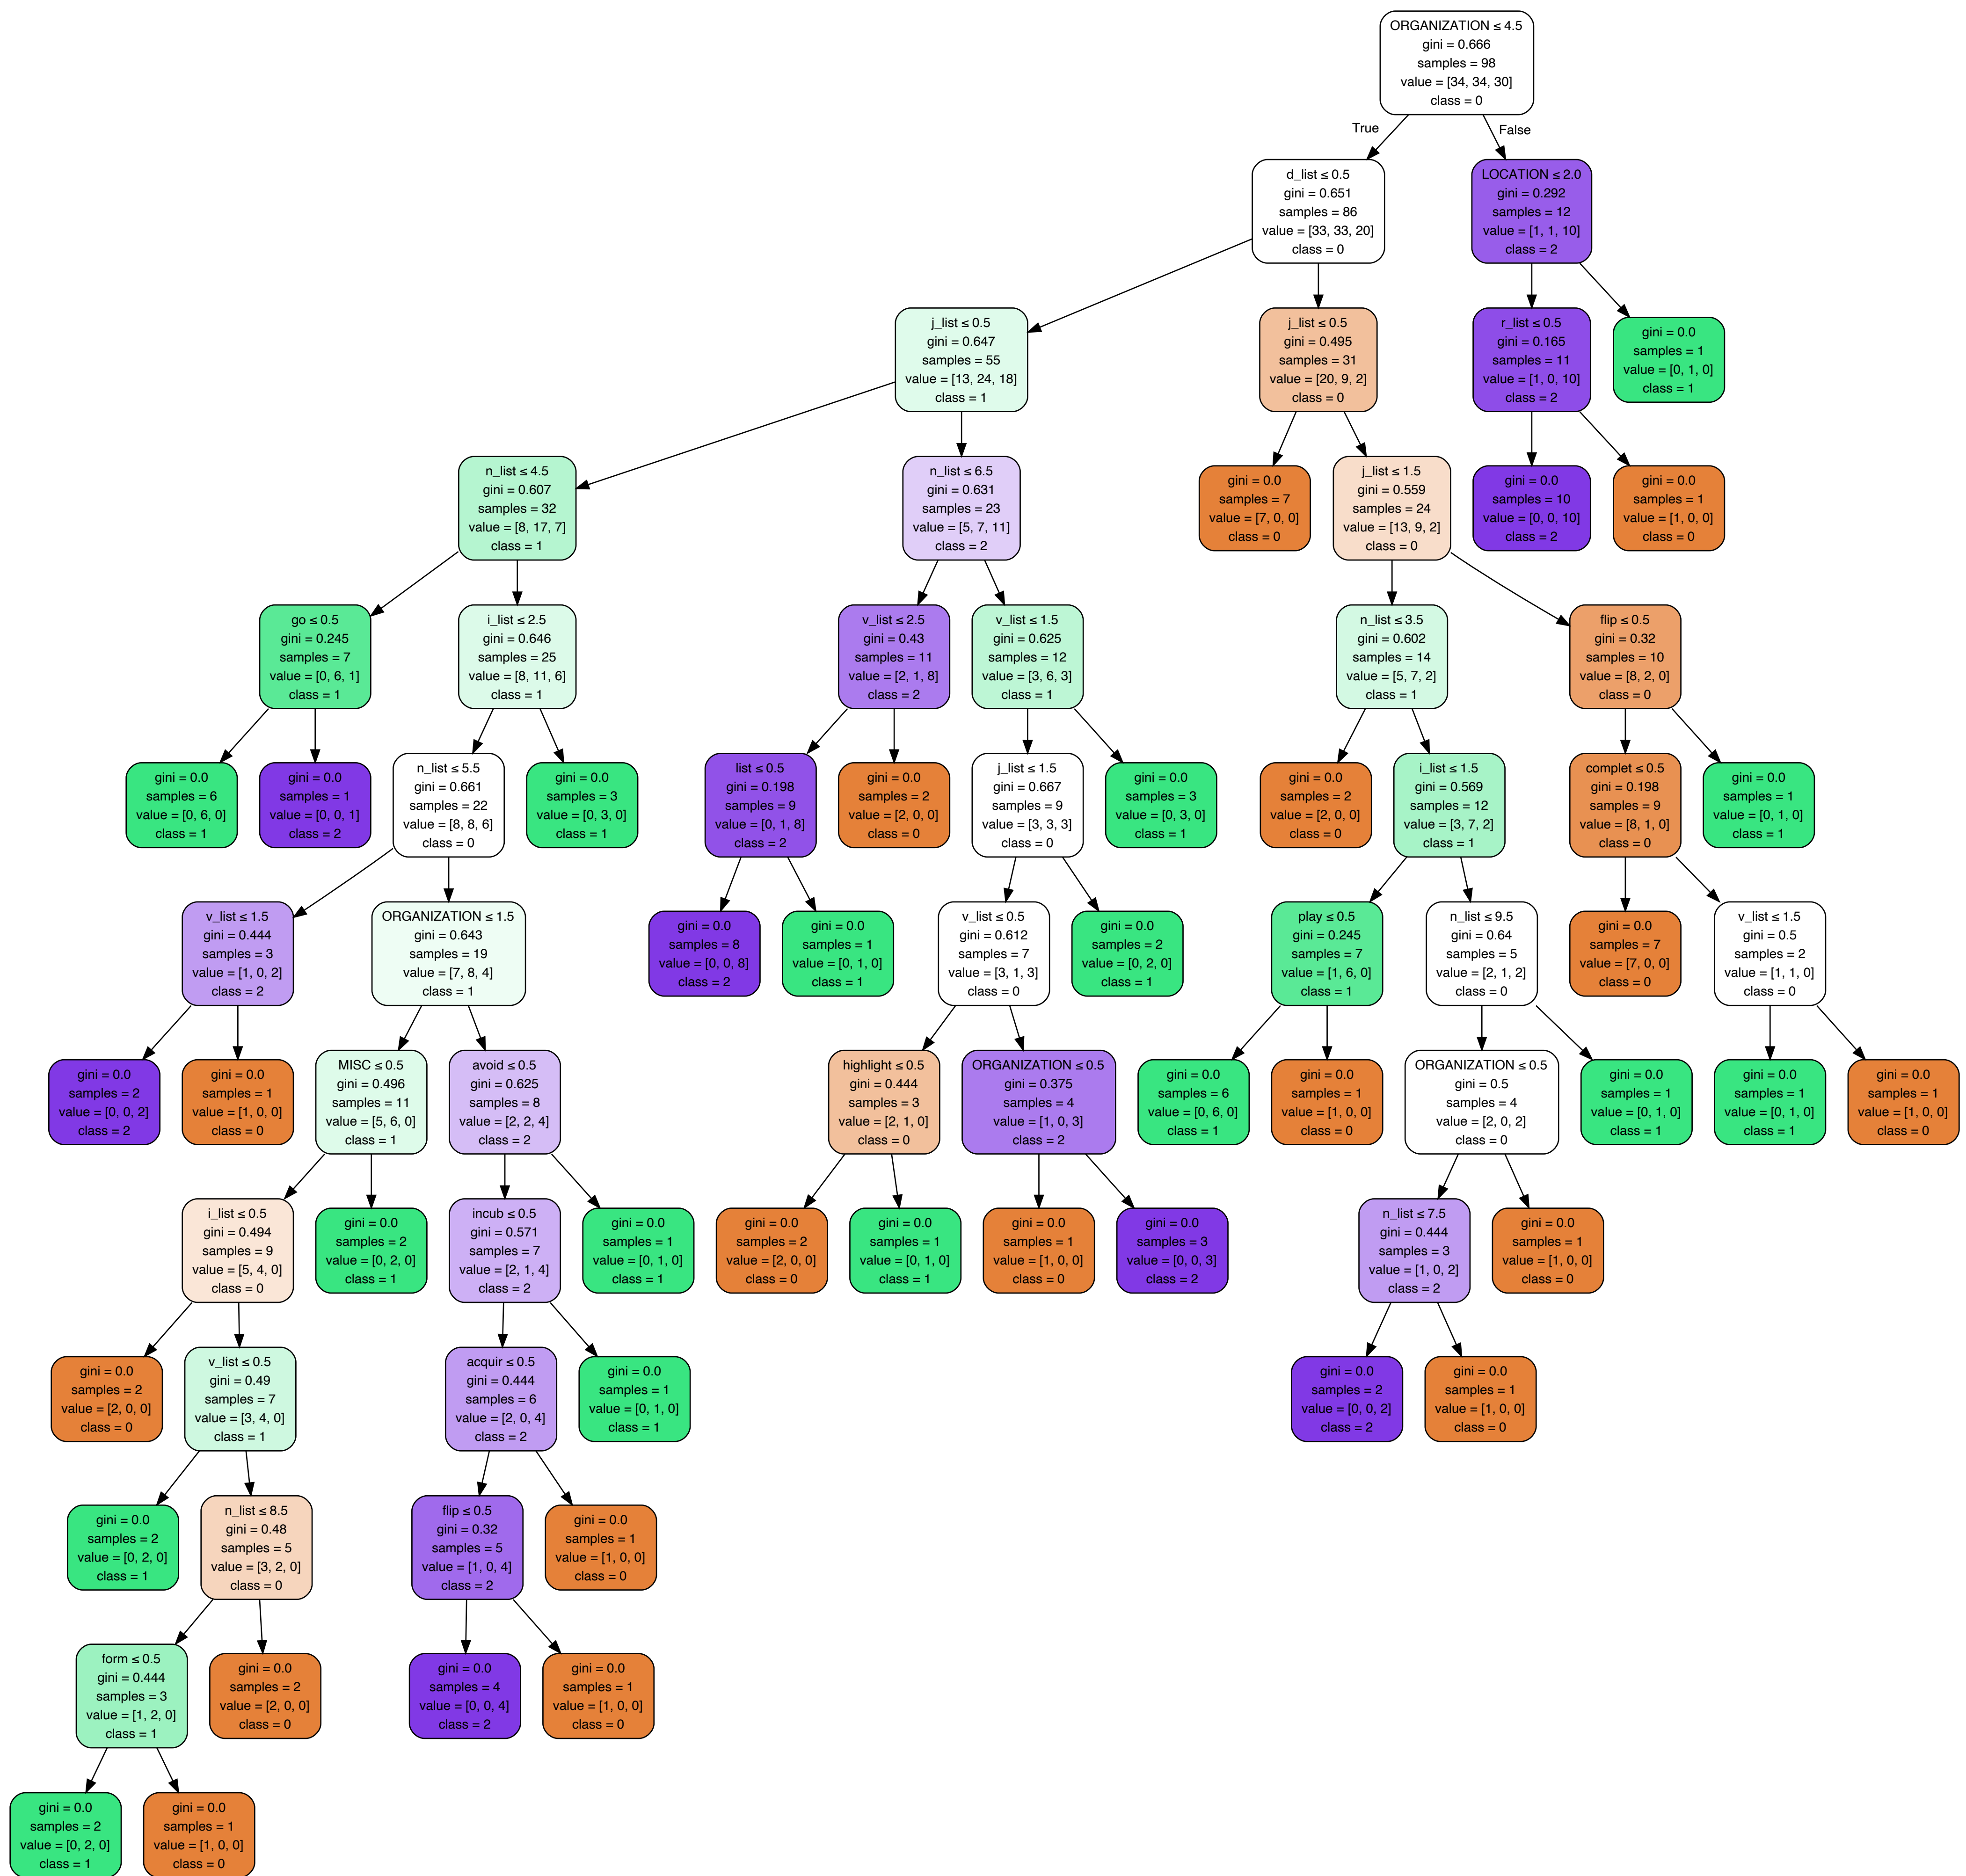 ORGANIZATION ≤ 4.5
gini = 0.666
samples = 98
value = [34, 34, 30]
class = 0
True
False
d_list ≤ 0.5
gini = 0.651
samples = 86
value = [33, 33, 20]
class = 0
LOCATION ≤ 2.0
gini = 0.292
samples = 12
value = [1, 1, 10]
class = 2
j_list ≤ 0.5
gini = 0.647
samples = 55
value = [13, 24, 18]
class = 1
j_list ≤ 0.5
gini = 0.495
samples = 31
value = [20, 9, 2]
class = 0
r_list ≤ 0.5
gini = 0.165
samples = 11
value = [1, 0, 10]
class = 2
gini = 0.0
samples = 1
value = [0, 1, 0]
class = 1
n_list ≤ 4.5
gini = 0.607
samples = 32
value = [8, 17, 7]
class = 1
n_list ≤ 6.5
gini = 0.631
samples = 23
value = [5, 7, 11]
class = 2
gini = 0.0
samples = 7
value = [7, 0, 0]
class = 0
j_list ≤ 1.5
gini = 0.559
samples = 24
value = [13, 9, 2]
class = 0
gini = 0.0
samples = 10
value = [0, 0, 10]
class = 2
gini = 0.0
samples = 1
value = [1, 0, 0]
class = 0
go ≤ 0.5
gini = 0.245
samples = 7
value = [0, 6, 1]
class = 1
i_list ≤ 2.5
gini = 0.646
samples = 25
value = [8, 11, 6]
class = 1
v_list ≤ 2.5
gini = 0.43
samples = 11
value = [2, 1, 8]
class = 2
v_list ≤ 1.5
gini = 0.625
samples = 12
value = [3, 6, 3]
class = 1
n_list ≤ 3.5
gini = 0.602
samples = 14
value = [5, 7, 2]
class = 1
flip ≤ 0.5
gini = 0.32
samples = 10
value = [8, 2, 0]
class = 0
gini = 0.0
samples = 6
value = [0, 6, 0]
class = 1
gini = 0.0
samples = 1
value = [0, 0, 1]
class = 2
n_list ≤ 5.5
gini = 0.661
samples = 22
value = [8, 8, 6]
class = 0
gini = 0.0
samples = 3
value = [0, 3, 0]
class = 1
list ≤ 0.5
gini = 0.198
samples = 9
value = [0, 1, 8]
class = 2
gini = 0.0
samples = 2
value = [2, 0, 0]
class = 0
j_list ≤ 1.5
gini = 0.667
samples = 9
value = [3, 3, 3]
class = 0
gini = 0.0
samples = 3
value = [0, 3, 0]
class = 1
gini = 0.0
samples = 2
value = [2, 0, 0]
class = 0
i_list ≤ 1.5
gini = 0.569
samples = 12
value = [3, 7, 2]
class = 1
complet ≤ 0.5
gini = 0.198
samples = 9
value = [8, 1, 0]
class = 0
gini = 0.0
samples = 1
value = [0, 1, 0]
class = 1
v_list ≤ 1.5
gini = 0.444
samples = 3
value = [1, 0, 2]
class = 2
ORGANIZATION ≤ 1.5
gini = 0.643
samples = 19
value = [7, 8, 4]
class = 1
gini = 0.0
samples = 8
value = [0, 0, 8]
class = 2
gini = 0.0
samples = 1
value = [0, 1, 0]
class = 1
v_list ≤ 0.5
gini = 0.612
samples = 7
value = [3, 1, 3]
class = 0
gini = 0.0
samples = 2
value = [0, 2, 0]
class = 1
play ≤ 0.5
gini = 0.245
samples = 7
value = [1, 6, 0]
class = 1
n_list ≤ 9.5
gini = 0.64
samples = 5
value = [2, 1, 2]
class = 0
gini = 0.0
samples = 7
value = [7, 0, 0]
class = 0
v_list ≤ 1.5
gini = 0.5
samples = 2
value = [1, 1, 0]
class = 0
gini = 0.0
samples = 2
value = [0, 0, 2]
class = 2
gini = 0.0
samples = 1
value = [1, 0, 0]
class = 0
MISC ≤ 0.5
gini = 0.496
samples = 11
value = [5, 6, 0]
class = 1
avoid ≤ 0.5
gini = 0.625
samples = 8
value = [2, 2, 4]
class = 2
highlight ≤ 0.5
gini = 0.444
samples = 3
value = [2, 1, 0]
class = 0
ORGANIZATION ≤ 0.5
gini = 0.375
samples = 4
value = [1, 0, 3]
class = 2
gini = 0.0
samples = 6
value = [0, 6, 0]
class = 1
gini = 0.0
samples = 1
value = [1, 0, 0]
class = 0
ORGANIZATION ≤ 0.5
gini = 0.5
samples = 4
value = [2, 0, 2]
class = 0
gini = 0.0
samples = 1
value = [0, 1, 0]
class = 1
gini = 0.0
samples = 1
value = [0, 1, 0]
class = 1
gini = 0.0
samples = 1
value = [1, 0, 0]
class = 0
i_list ≤ 0.5
gini = 0.494
samples = 9
value = [5, 4, 0]
class = 0
gini = 0.0
samples = 2
value = [0, 2, 0]
class = 1
incub ≤ 0.5
gini = 0.571
samples = 7
value = [2, 1, 4]
class = 2
gini = 0.0
samples = 1
value = [0, 1, 0]
class = 1
gini = 0.0
samples = 2
value = [2, 0, 0]
class = 0
gini = 0.0
samples = 1
value = [0, 1, 0]
class = 1
gini = 0.0
samples = 1
value = [1, 0, 0]
class = 0
gini = 0.0
samples = 3
value = [0, 0, 3]
class = 2
n_list ≤ 7.5
gini = 0.444
samples = 3
value = [1, 0, 2]
class = 2
gini = 0.0
samples = 1
value = [1, 0, 0]
class = 0
gini = 0.0
samples = 2
value = [2, 0, 0]
class = 0
v_list ≤ 0.5
gini = 0.49
samples = 7
value = [3, 4, 0]
class = 1
acquir ≤ 0.5
gini = 0.444
samples = 6
value = [2, 0, 4]
class = 2
gini = 0.0
samples = 1
value = [0, 1, 0]
class = 1
gini = 0.0
samples = 2
value = [0, 0, 2]
class = 2
gini = 0.0
samples = 1
value = [1, 0, 0]
class = 0
gini = 0.0
samples = 2
value = [0, 2, 0]
class = 1
n_list ≤ 8.5
gini = 0.48
samples = 5
value = [3, 2, 0]
class = 0
flip ≤ 0.5
gini = 0.32
samples = 5
value = [1, 0, 4]
class = 2
gini = 0.0
samples = 1
value = [1, 0, 0]
class = 0
form ≤ 0.5
gini = 0.444
samples = 3
value = [1, 2, 0]
class = 1
gini = 0.0
samples = 2
value = [2, 0, 0]
class = 0
gini = 0.0
samples = 4
value = [0, 0, 4]
class = 2
gini = 0.0
samples = 1
value = [1, 0, 0]
class = 0
gini = 0.0
samples = 2
value = [0, 2, 0]
class = 1
gini = 0.0
samples = 1
value = [1, 0, 0]
class = 0